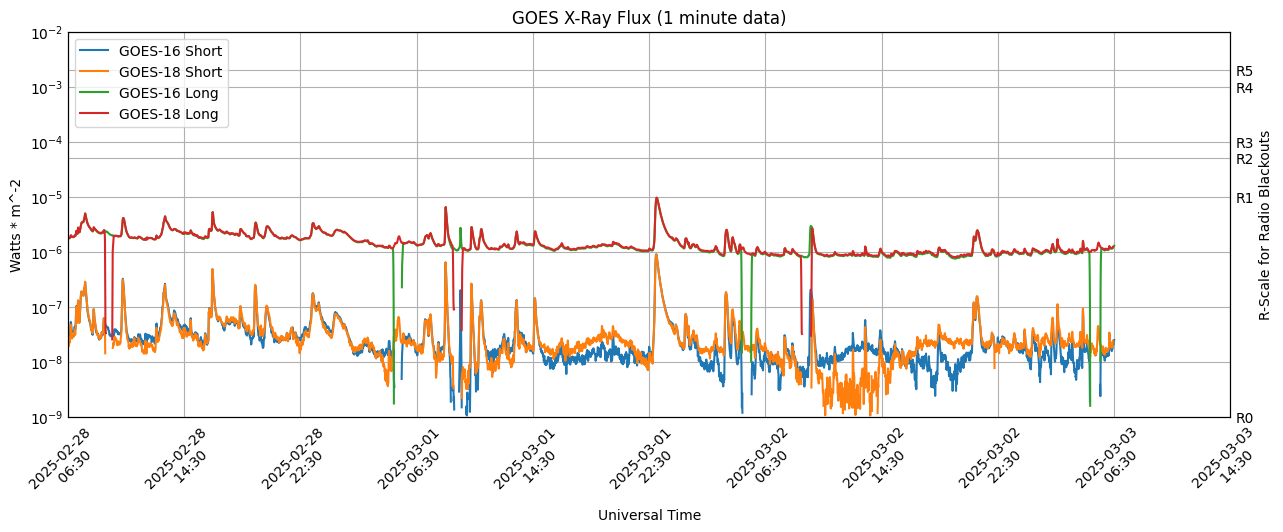 GOES X-Ray Flux (1 minute data)
GOES-16 Short
GOES-18 Short
GOES-16 Long
GOES-18 Long
Watts * m^-2
10⁻²
10⁻³
10⁻⁴
10⁻⁵
10⁻⁶
10⁻⁷
10⁻⁸
10⁻⁹
R5
R4
R3
R2
R1
R0
R-Scale for Radio Blackouts
2025-02-28
06:30
2025-02-28
14:30
2025-02-28
22:30
2025-03-01
06:30
2025-03-01
14:30
2025-03-01
22:30
2025-03-02
06:30
2025-03-02
14:30
2025-03-02
22:30
2025-03-03
06:30
2025-03-03
14:30
Universal Time